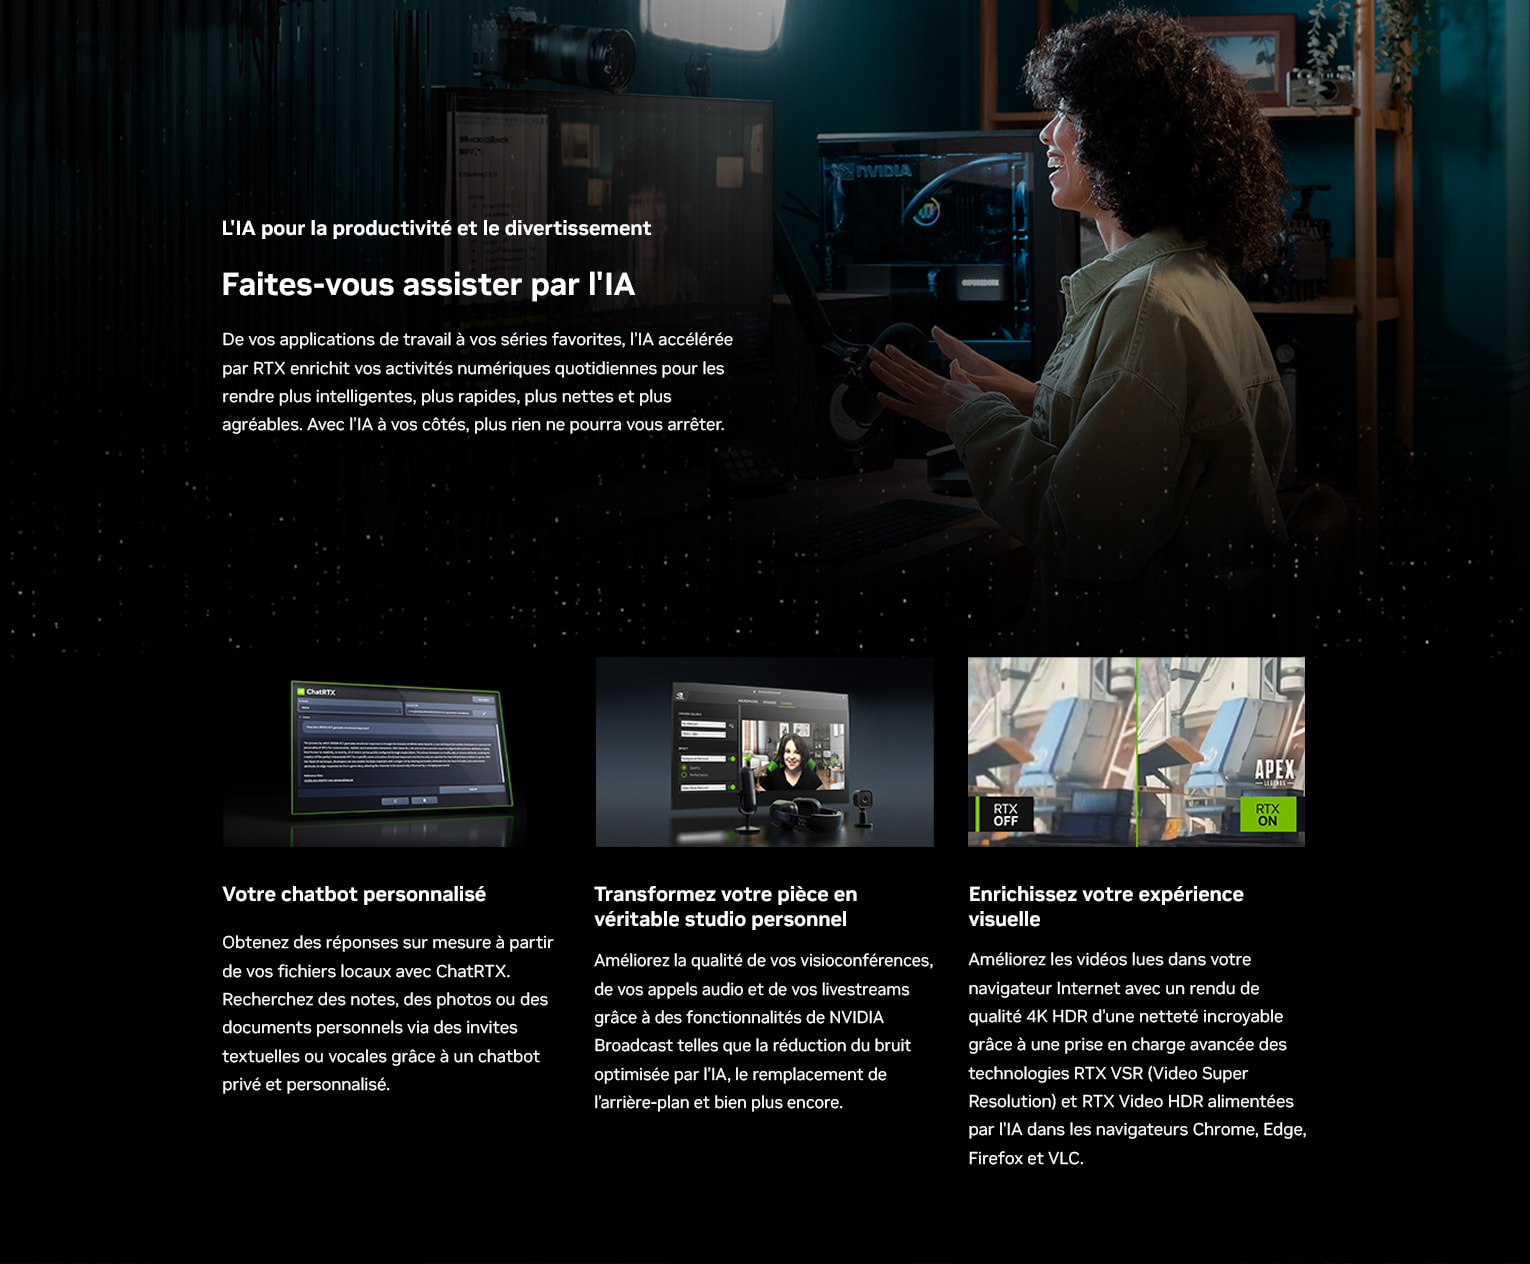 NVIDIA
L'IA pour la productivité et le divertissement
Faites-vous assister par l'IA
De vos applications de travail à vos séries favorites, l'IA accélérée
par RTX enrichit vos activités numériques quotidiennes pour les
rendre plus intelligentes, plus rapides, plus nettes et plus
agréables. Avec l'IA à vos côtés, plus rien ne pourra vous arrêter.
ChatRTX
APEX
LEGENDS
RTX
OFF
RTX
ON
Votre chatbot personnalisé
Obtenez des réponses sur mesure à partir
de vos fichiers locaux avec ChatRTX.
Recherchez des notes, des photos ou des
documents personnels via des invites
textuelles ou vocales grâce à un chatbot
privé et personnalisé.
Transformez votre pièce en
véritable studio personnel
Améliorez la qualité de vos visioconférences,
de vos appels audio et de vos livestreams
grâce à des fonctionnalités de NVIDIA
Broadcast telles que la réduction du bruit
optimisée par l'IA, le remplacement de
l'arrière-plan et bien plus encore.
Enrichissez votre expérience
visuelle
Améliorez les vidéos lues dans votre
navigateur Internet avec un rendu de
qualité 4K HDR d'une netteté incroyable
grâce à une prise en charge avancée des
technologies RTX VSR (Video Super
Resolution) et RTX Video HDR alimentées
par l'IA dans les navigateurs Chrome, Edge,
Firefox et VLC.